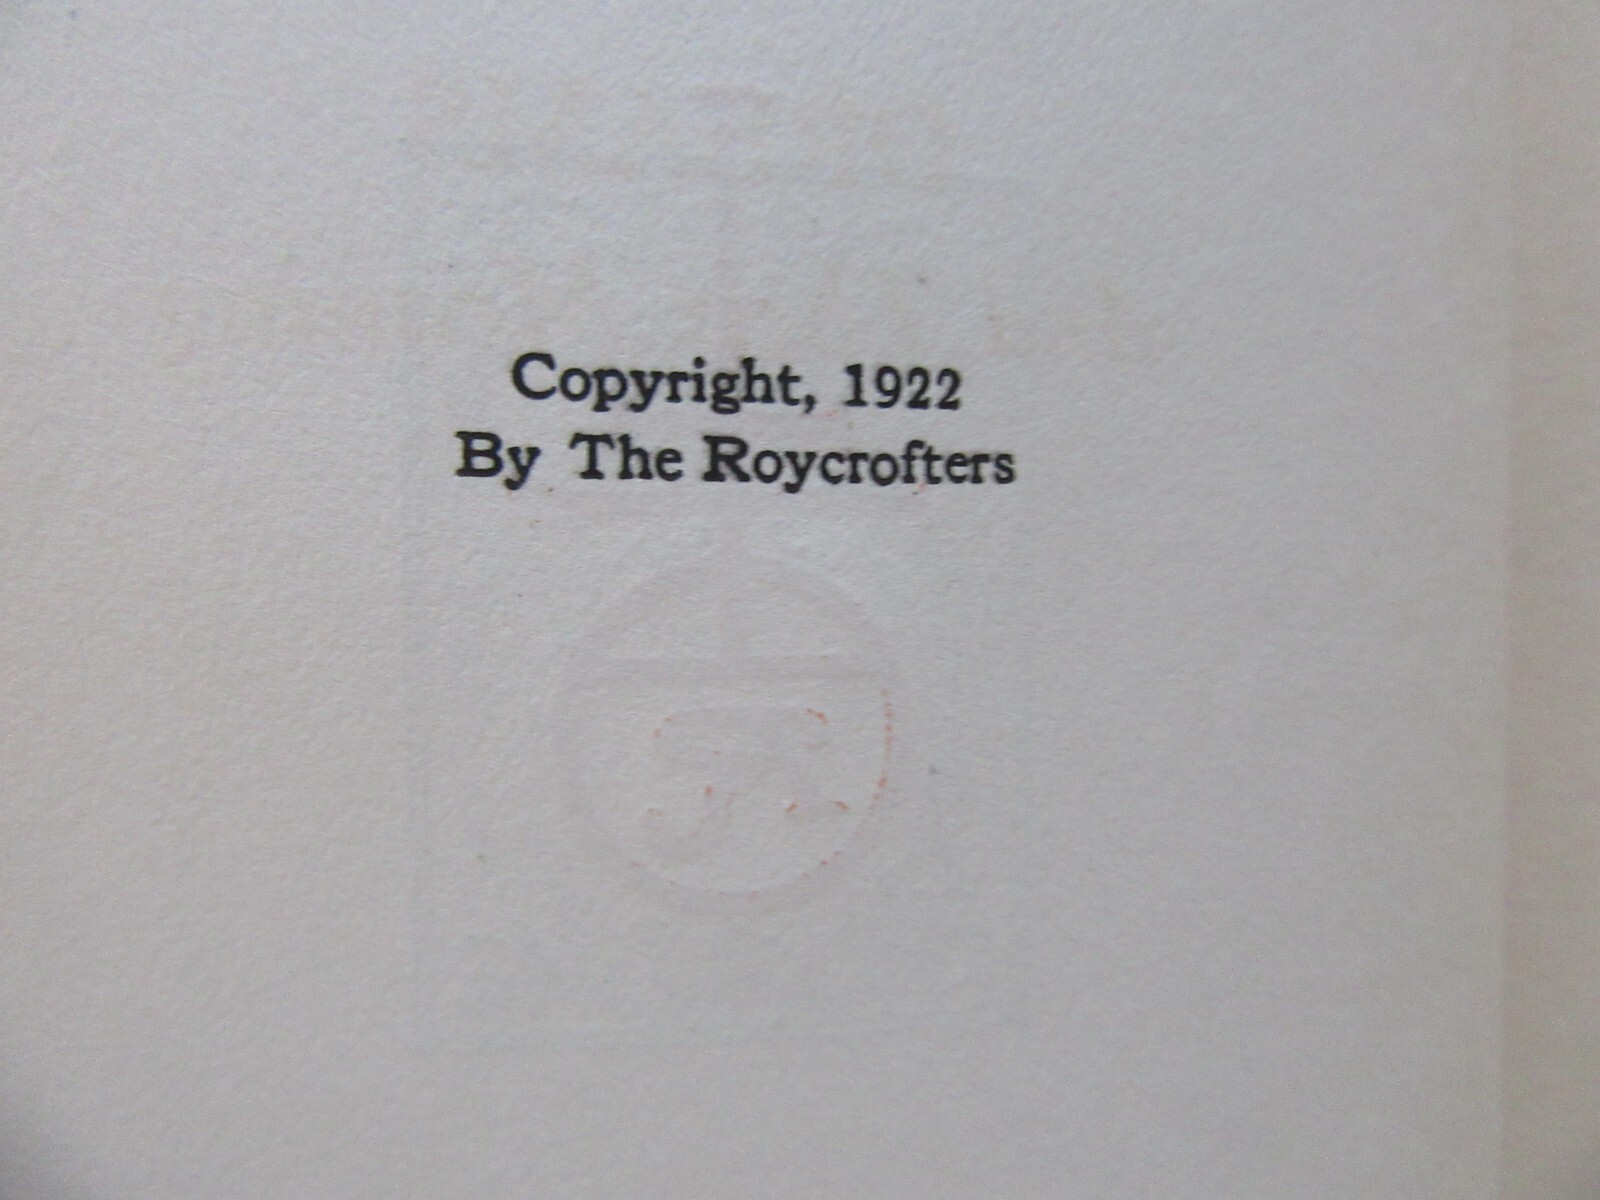 Copyright, 1922
By The Roycrofters